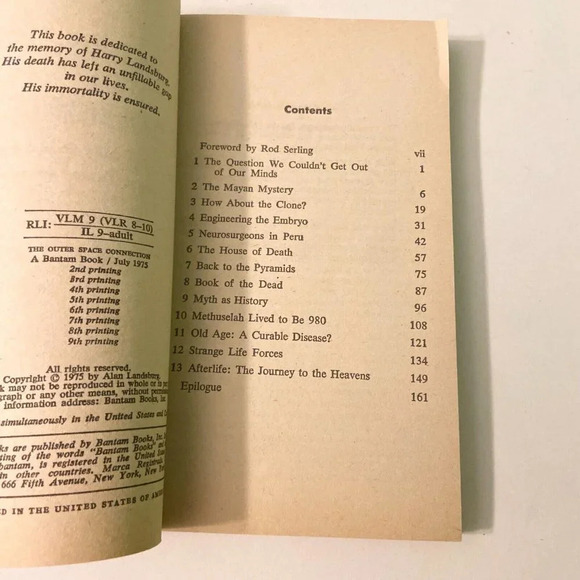 This book is dedicated to
the memory of Harry Landsburg.
His death has left an unfillable gap
in our lives.
His immortality is ensured.
RLI: VLM 9 (VLR 8–10)
IL 9–adult
THE OUTER SPACE CONNECTION
A Bantam Book / July 1975
2nd printing
3rd printing
4th printing
5th printing
6th printing
7th printing
8th printing
9th printing
All rights reserved.
Copyright © 1975 by Alan Landsburg.
may not be reproduced in whole or in
or any other means, without
information address: Bantam Books, Inc.
simultaneously in the United States and
are published by Bantam Books, Inc.
of the words "Bantam Books" and
bantam, is registered in the United
in other countries. Marca
666 Fifth Avenue, New York, New
IN THE UNITED STATES OF
Contents
Foreword by Rod Serling vii
1 The Question We Couldn't Get Out
of Our Minds 1
2 The Mayan Mystery 6
3 How About the Clone? 19
4 Engineering the Embryo 31
5 Neurosurgeons in Peru 42
6 The House of Death 57
7 Back to the Pyramids 75
8 Book of the Dead 87
9 Myth as History 96
10 Methuselah Lived to Be 980 108
11 Old Age: A Curable Disease? 121
12 Strange Life Forces 134
13 Afterlife: The Journey to the Heavens 149
Epilogue 161